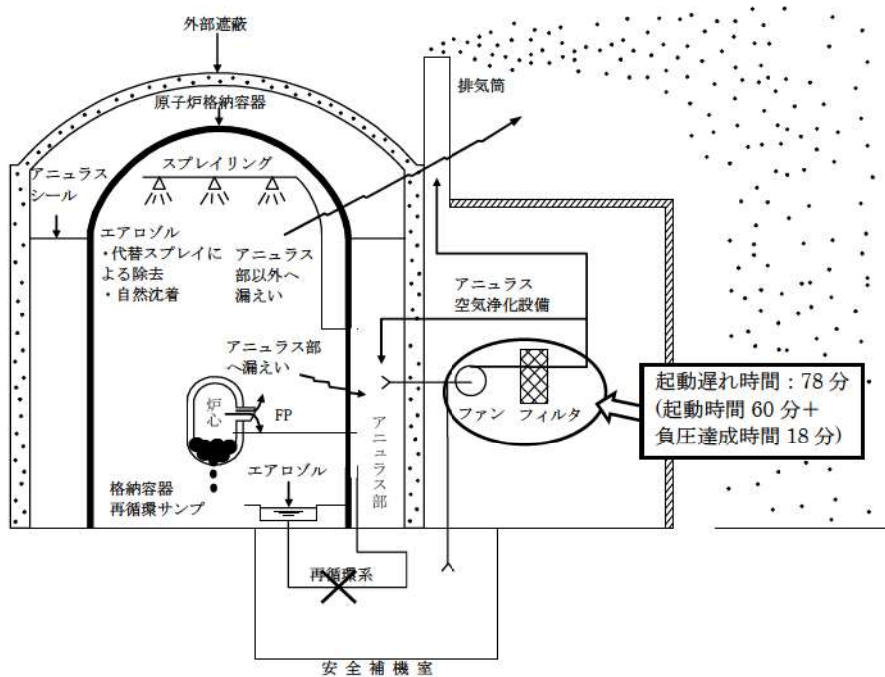 外部遮蔽
原子炉格納容器
排気筒
アニュラス
シール
スプレイリング
エアロゾル
・代替スプレイに
よる除去
・自然沈着
アニュラス
部以外へ
漏えい
アニュラス
空気浄化設備
アニュラス部
へ漏えい
炉心
FP
ファン
フィルタ
起動遅れ時間：78 分
(起動時間 60 分＋
負圧達成時間 18 分)
アニュラス部
エアロゾル
格納容器
再循環サンプ
再循環系
安全補機室